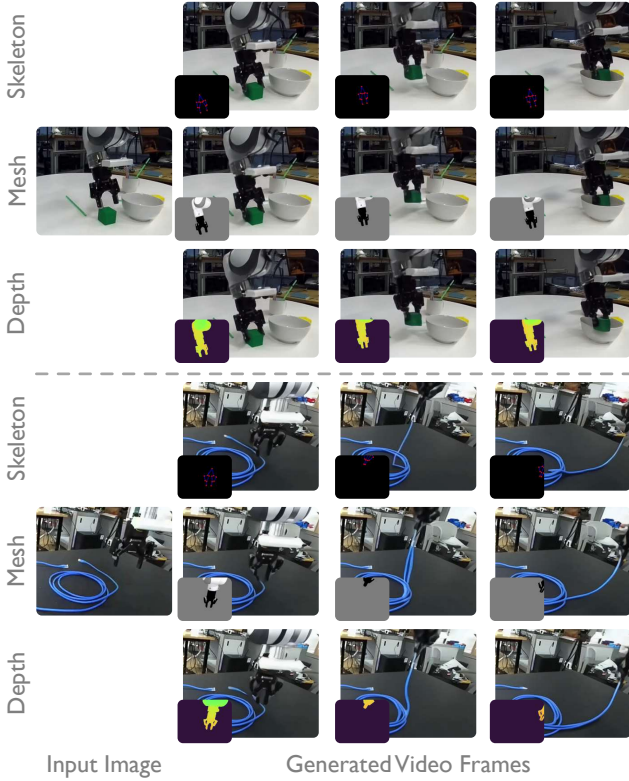 Skeleton
Mesh
Depth
Skeleton
Mesh
Depth
Input Image
Generated Video Frames